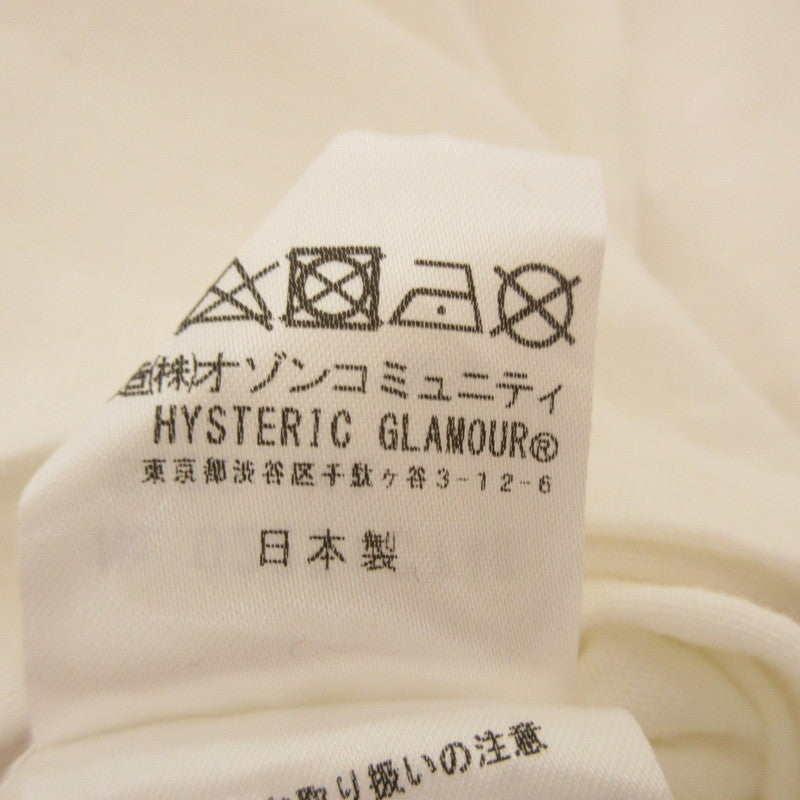 (株)オゾンコミュニティ
HYSTERIC GLAMOUR®
東京都渋谷区千駄ヶ谷3-12-6
日本製
取り扱いの注意